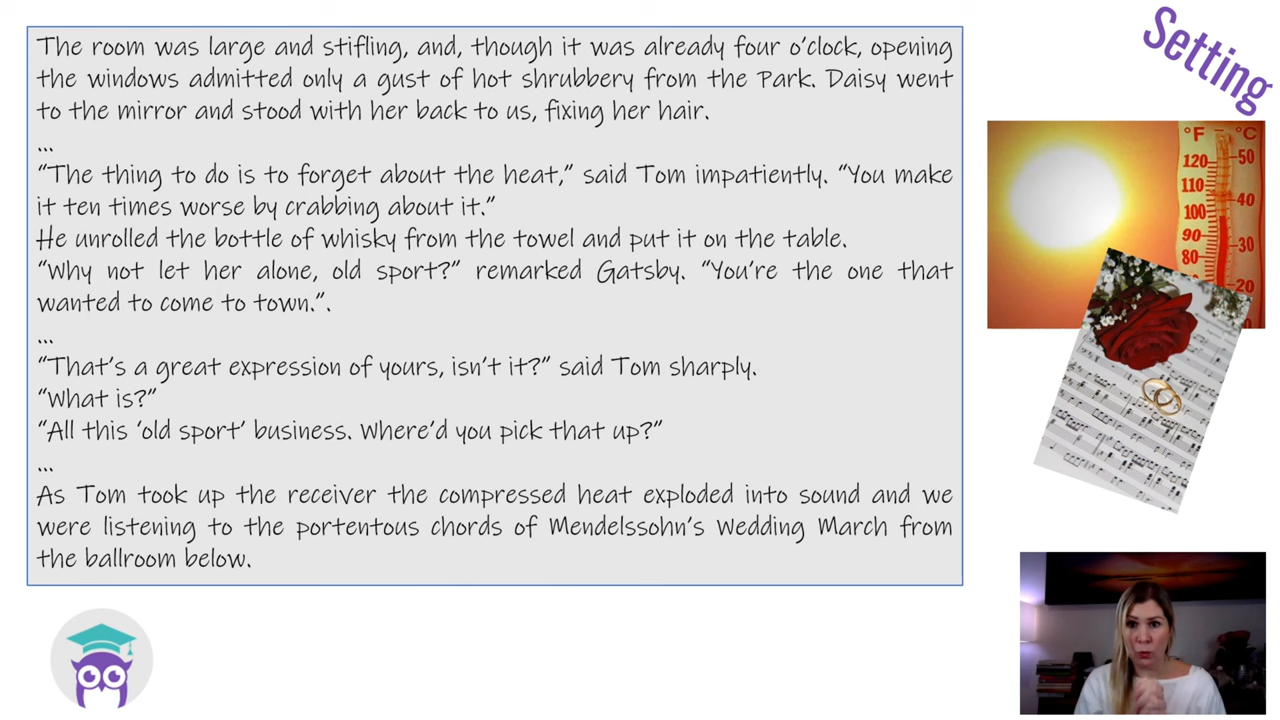 Setting
The room was large and stifling, and, though it was already four o’clock, opening
the windows admitted only a gust of hot shrubbery from the Park. Daisy went
to the mirror and stood with her back to us, fixing her hair.
...
“The thing to do is to forget about the heat,” said Tom impatiently. “You make
it ten times worse by crabbing about it.”
He unrolled the bottle of whisky from the towel and put it on the table.
“Why not let her alone, old sport?” remarked Gatsby. “You’re the one that
wanted to come to town.”.
...
“That’s a great expression of yours, isn’t it?” said Tom sharply.
“What is?”
“All this ‘old sport’ business. Where’d you pick that up?”
...
As Tom took up the receiver the compressed heat exploded into sound and we
were listening to the portentous chords of Mendelssohn’s Wedding March from
the ballroom below.
°F °C
120 50
110
100 40
90
80 30
20